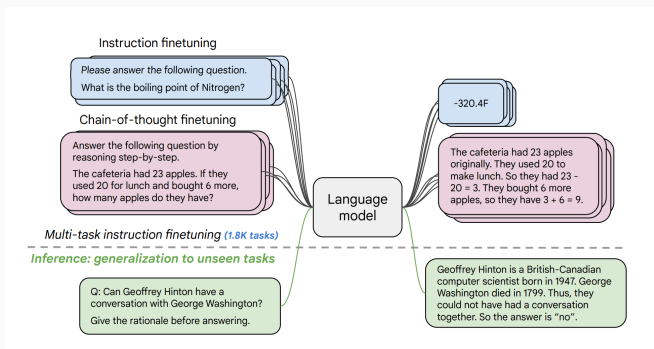 Instruction finetuning
Please answer the following question.
What is the boiling point of Nitrogen?
-320.4F
Chain-of-thought finetuning
Answer the following question by
reasoning step-by-step.
The cafeteria had 23 apples. If they
used 20 for lunch and bought 6 more,
how many apples do they have?
Language
model
The cafeteria had 23 apples
originally. They used 20 to
make lunch. So they had 23 -
20 = 3. They bought 6 more
apples, so they have 3 + 6 = 9.
Multi-task instruction finetuning (1.8K tasks)
Inference: generalization to unseen tasks
Q: Can Geoffrey Hinton have a
conversation with George Washington?
Give the rationale before answering.
Geoffrey Hinton is a British-Canadian
computer scientist born in 1947. George
Washington died in 1799. Thus, they
could not have had a conversation
together. So the answer is “no”.